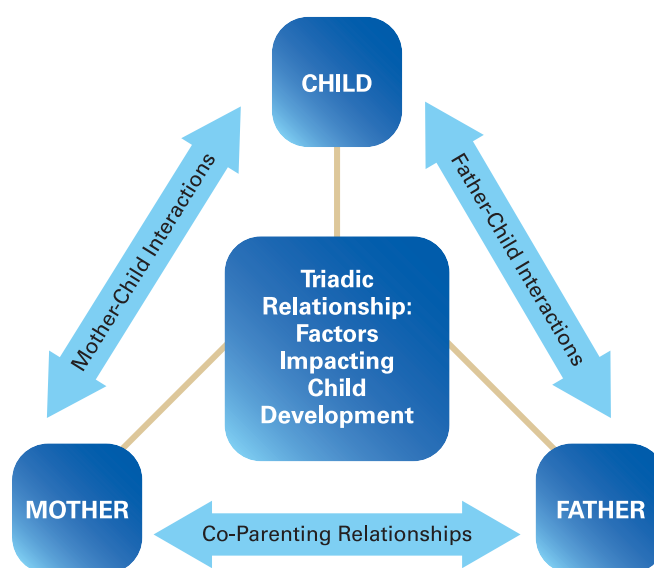 CHILD
Mother-Child Interactions
Father-Child Interactions
Triadic
Relationship:
Factors
Impacting
Child
Development
MOTHER
Co-Parenting Relationships
FATHER